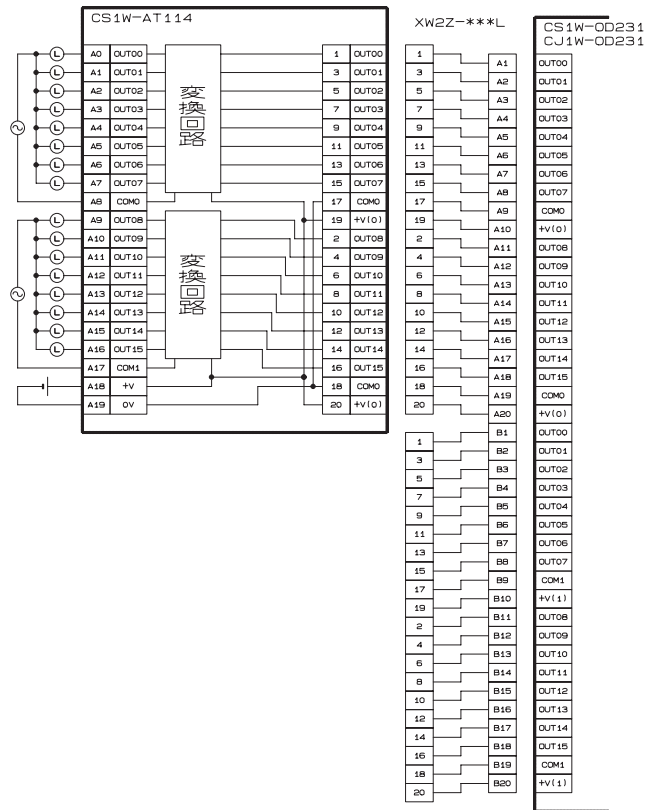 CS1W-AT114
XW2Z-***L
CS1W-OD231
CJ1W-OD231
L A0 OUT00
L A1 OUT01
L A2 OUT02
L A3 OUT03
L A4 OUT04
L A5 OUT05
L A6 OUT06
L A7 OUT07
A8 COM0
L A9 OUT08
L A10 OUT09
L A11 OUT10
L A12 OUT11
L A13 OUT12
L A14 OUT13
L A15 OUT14
L A16 OUT15
A17 COM1
A18 +V
A19 0V
変換回路
変換回路
1 OUT00
3 OUT01
5 OUT02
7 OUT03
9 OUT04
11 OUT05
13 OUT06
15 OUT07
17 COM0
19 +V(0)
2 OUT08
4 OUT09
6 OUT10
8 OUT11
10 OUT12
12 OUT13
14 OUT14
16 OUT15
18 COM0
20 +V(0)
1 A1 OUT00
3 A2 OUT01
5 A3 OUT02
7 A4 OUT03
9 A5 OUT04
11 A6 OUT05
13 A7 OUT06
15 A8 OUT07
17 A9 COM0
19 A10 +V(0)
2 A11 OUT08
4 A12 OUT09
6 A13 OUT10
8 A14 OUT11
10 A15 OUT12
12 A16 OUT13
14 A17 OUT14
16 A18 OUT15
18 A19 COM0
20 A20 +V(0)
1 B1 OUT00
3 B2 OUT01
5 B3 OUT02
7 B4 OUT03
9 B5 OUT04
11 B6 OUT05
13 B7 OUT06
15 B8 OUT07
17 B9 COM1
19 B10 +V(1)
2 B11 OUT08
4 B12 OUT09
6 B13 OUT10
8 B14 OUT11
10 B15 OUT12
12 B16 OUT13
14 B17 OUT14
16 B18 OUT15
18 B19 COM1
20 B20 +V(1)